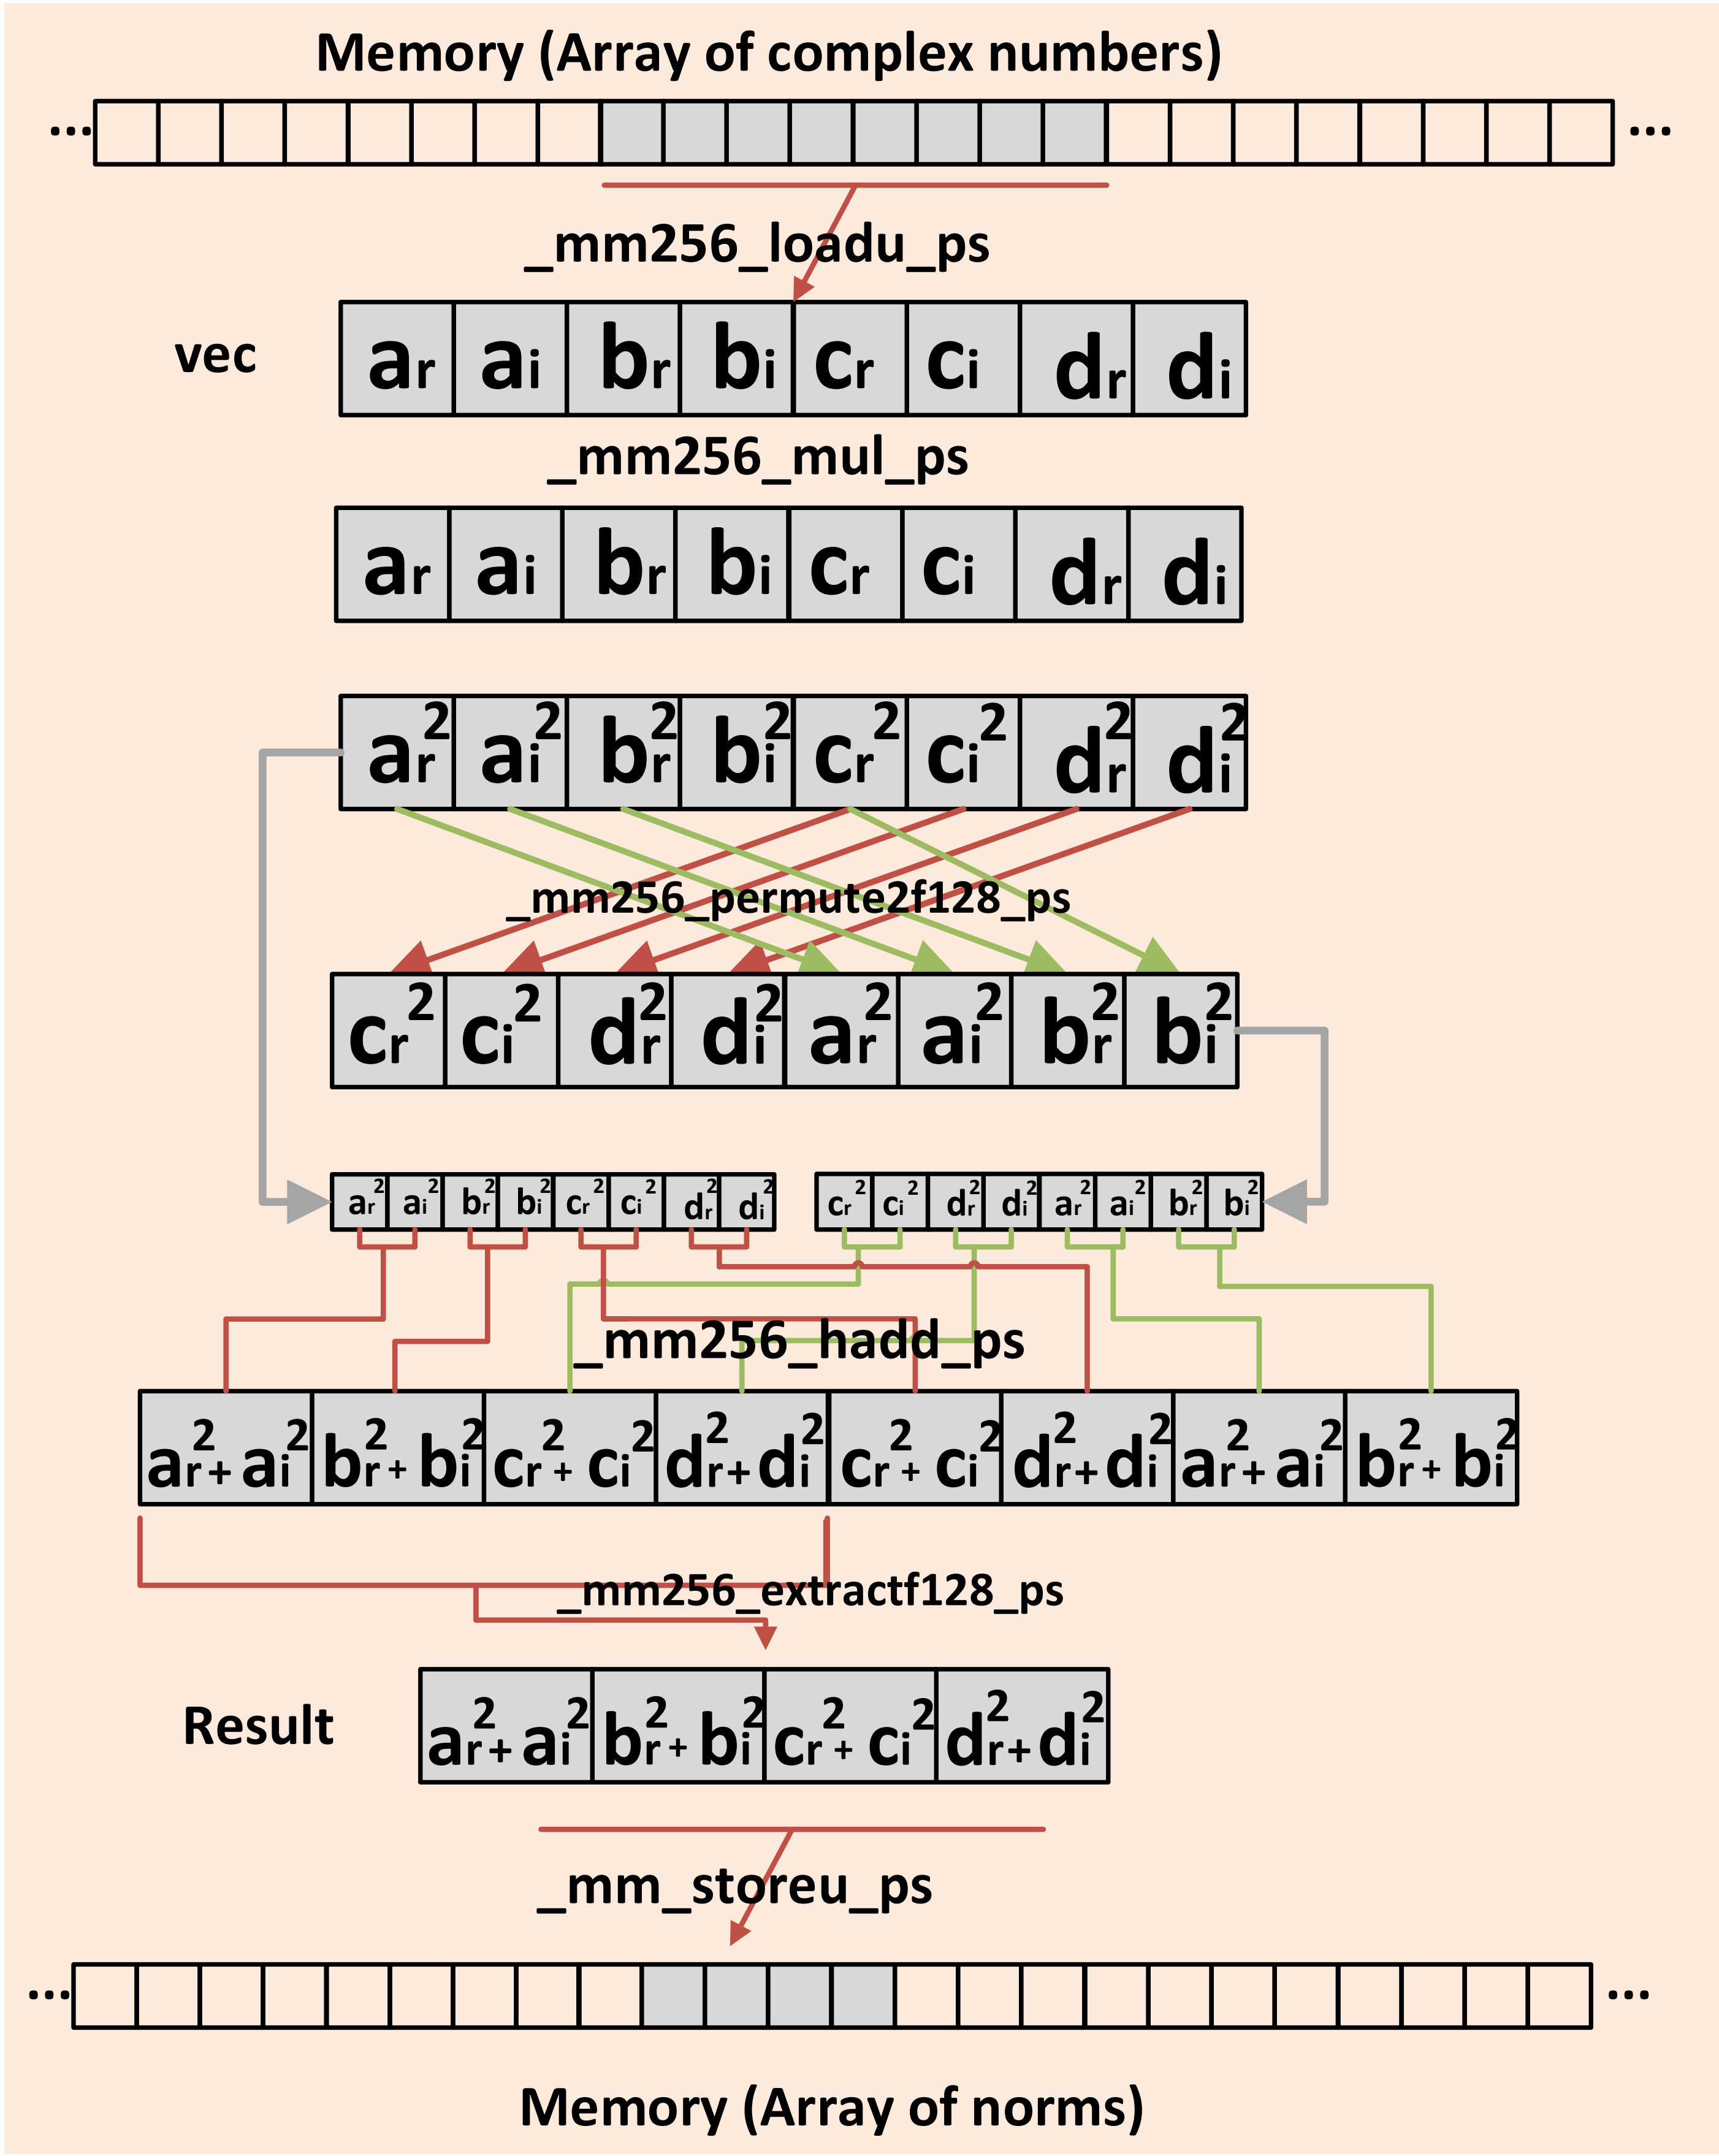 Memory (Array of complex numbers)
... ...
_mm256_loadu_ps
vec
ar ai br bi cr ci dr di
_mm256_mul_ps
ar ai br bi cr ci dr di
ar² ai² br² bi² cr² ci² dr² di²
_mm256_permute2f128_ps
cr² ci² dr² di² ar² ai² br² bi²
ar² ai² br² bi² cr² ci² dr² di² cr² ci² dr² di² ar² ai² br² bi²
_mm256_hadd_ps
ar²+ ai² br²+ bi² cr²+ ci² dr²+ di² cr²+ ci² dr²+ di² ar²+ ai² br²+ bi²
_mm256_extractf128_ps
Result
ar²+ ai² br²+ bi² cr²+ ci² dr²+ di²
_mm_storeu_ps
... ...
Memory (Array of norms)